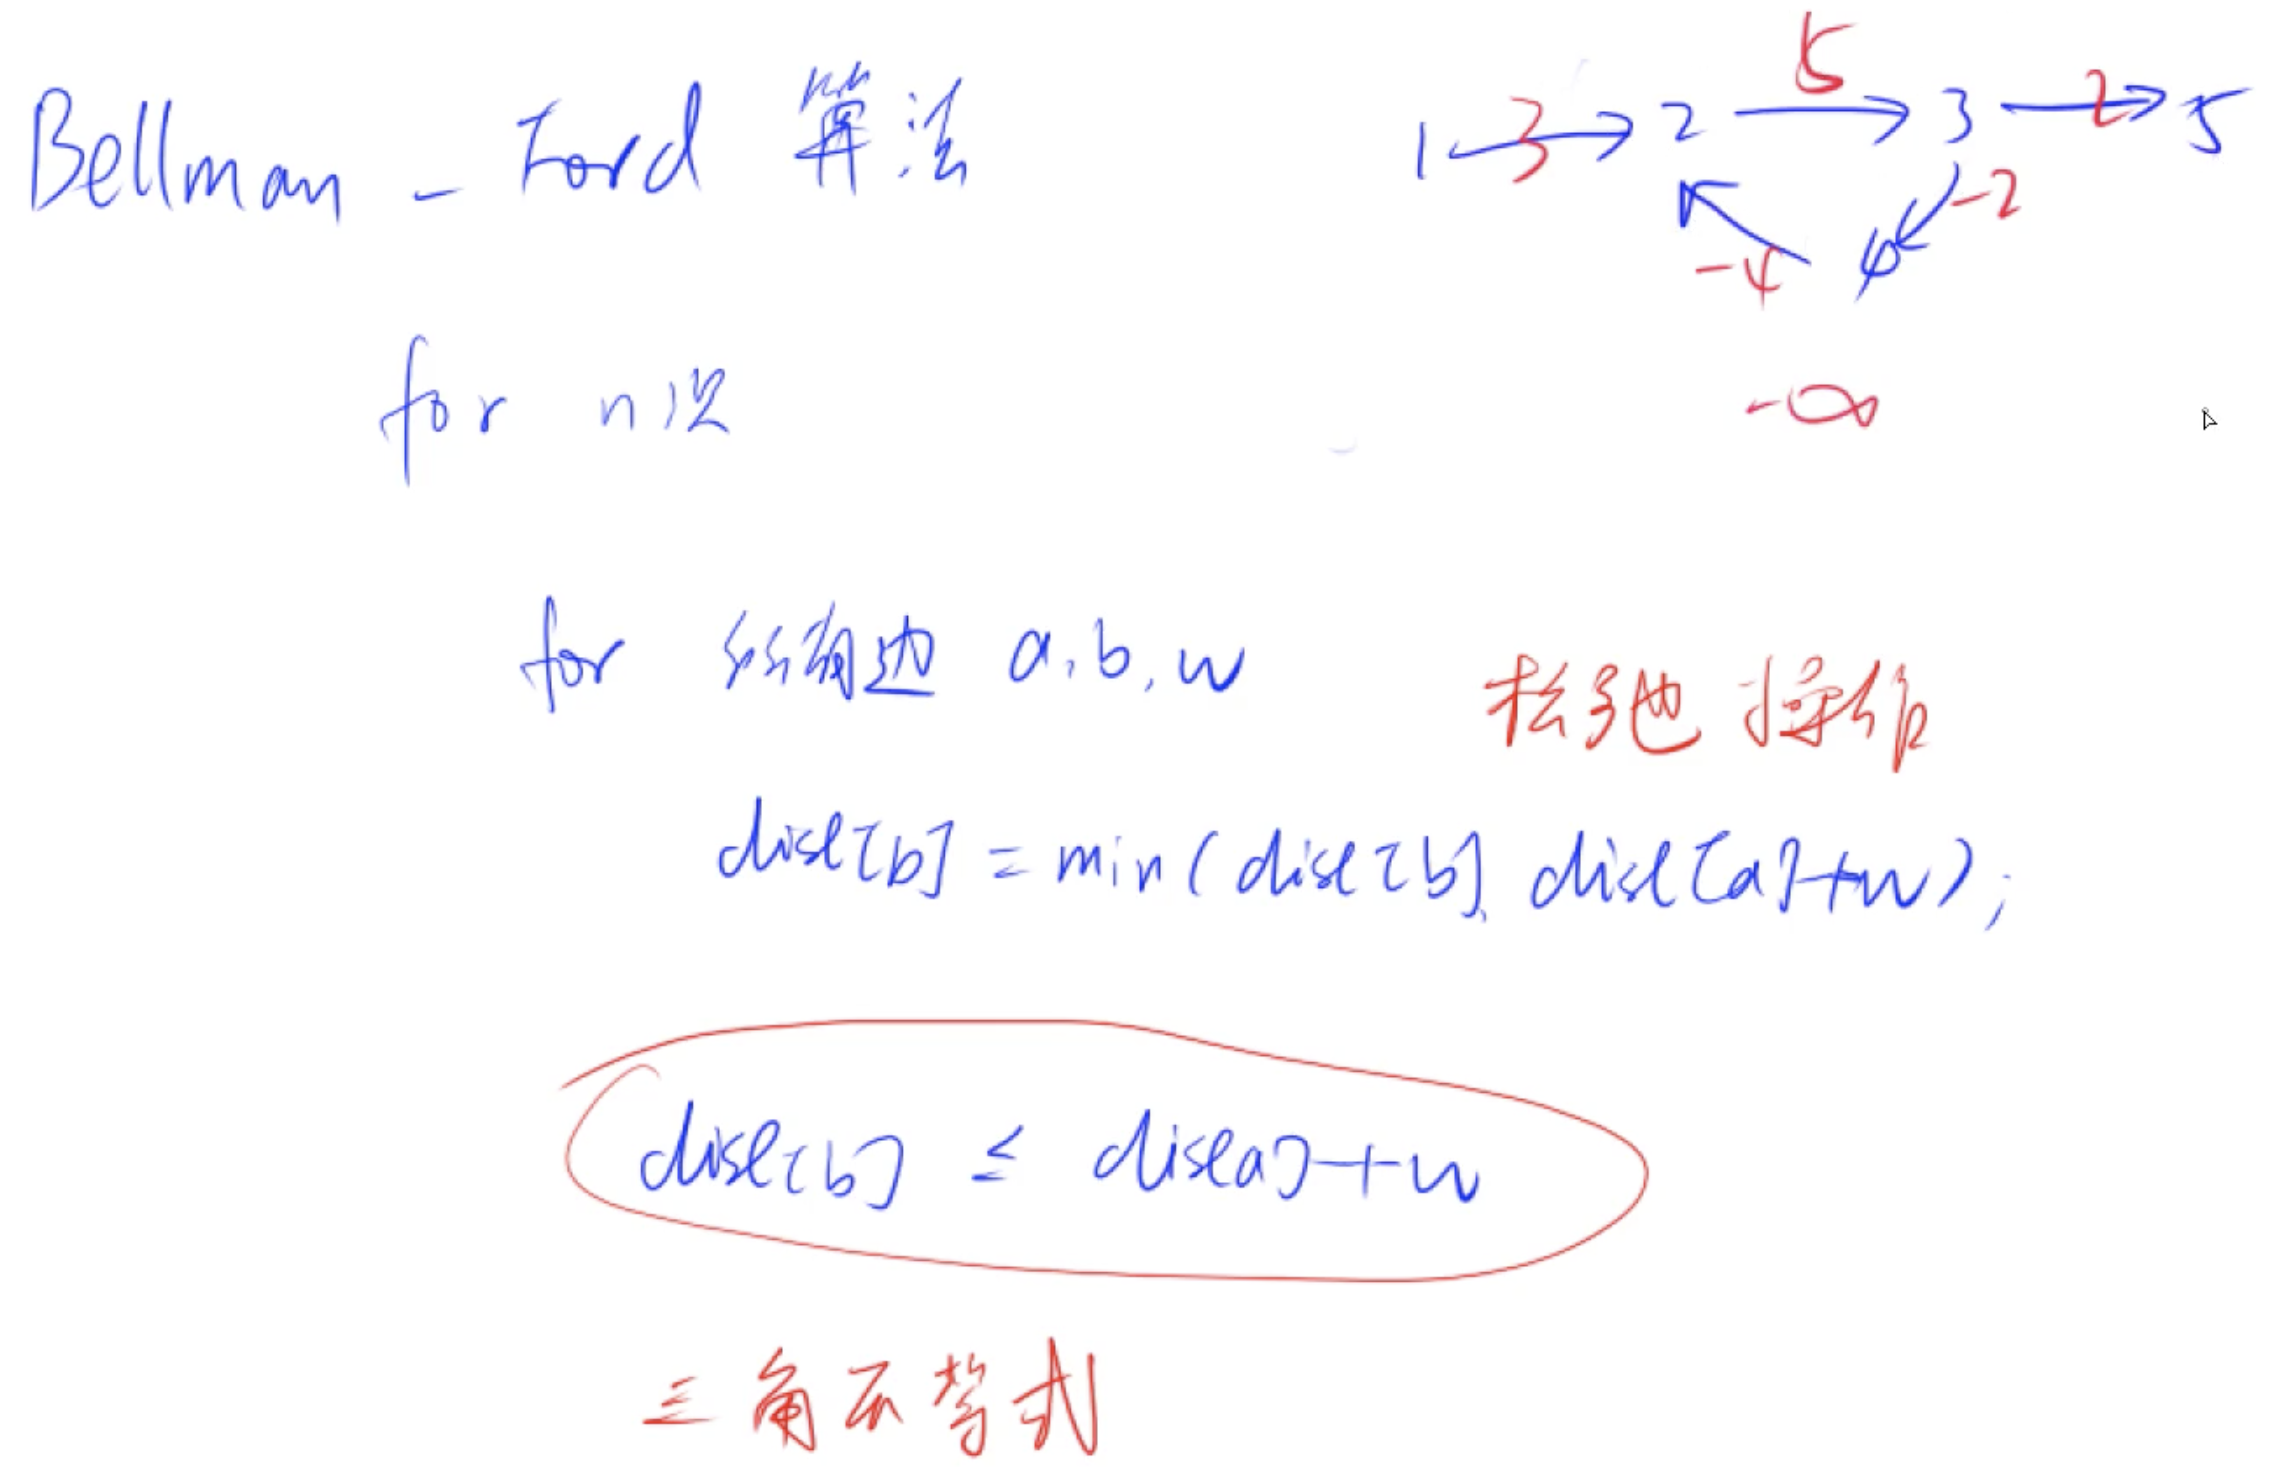 Bellman - Ford 算法
1 3 2 5 3 2 5
-4 4 -2
-∞
for n次
for 所有边 a,b,w
松弛 操作
dist[b] = min(dist[b], dist[a]+w);
dist[b] ≤ dist[a]+w
三角不等式